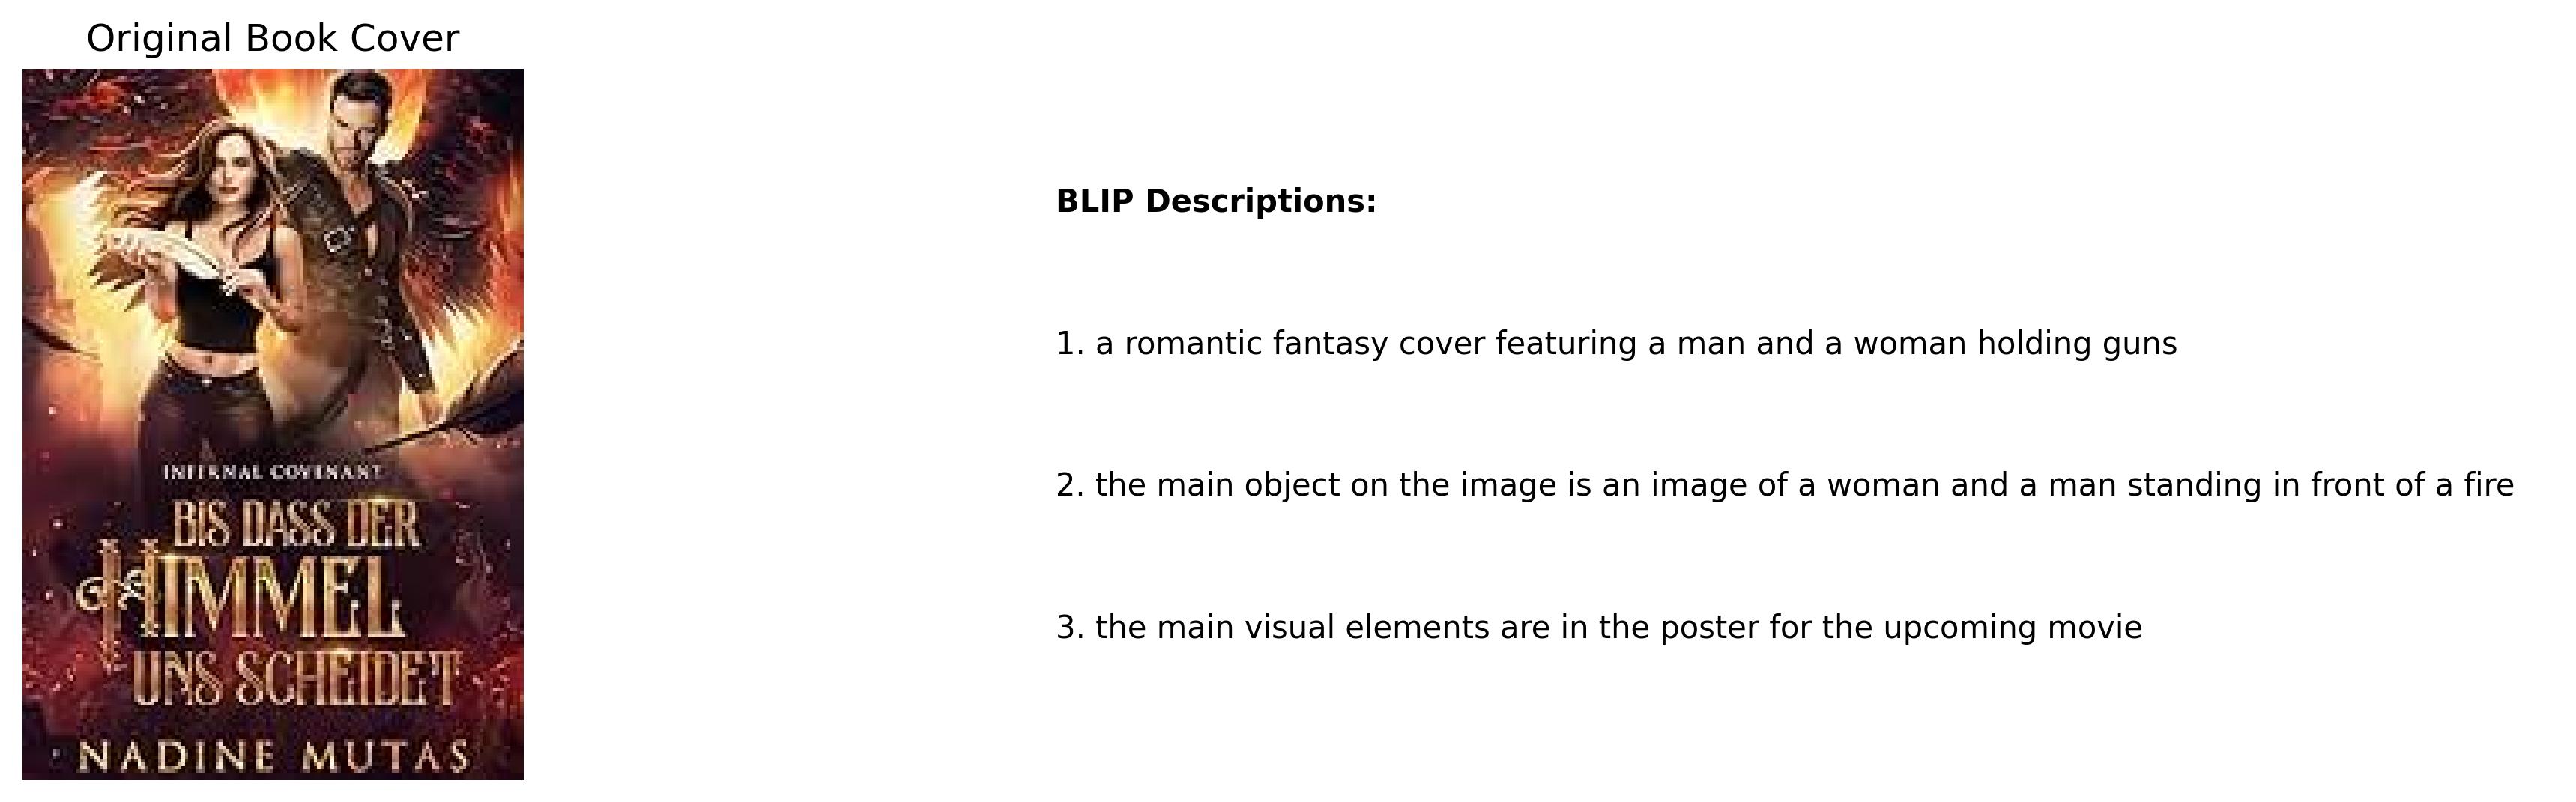 Original Book Cover
INFERNAL COVENANT
BIS DASS DER
HIMMEL
UNS SCHEIDET
NADINE MUTAS
BLIP Descriptions:
1. a romantic fantasy cover featuring a man and a woman holding guns
2. the main object on the image is an image of a woman and a man standing in front of a fire
3. the main visual elements are in the poster for the upcoming movie